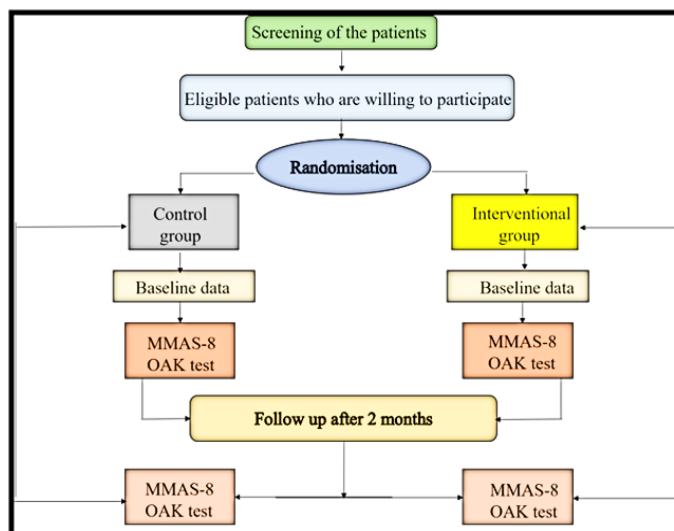 Screening of the patients
Eligible patients who are willing to participate
Randomisation
Control
group
Interventional
group
Baseline data
Baseline data
MMAS-8
OAK test
MMAS-8
OAK test
Follow up after 2 months
MMAS-8
OAK test
MMAS-8
OAK test